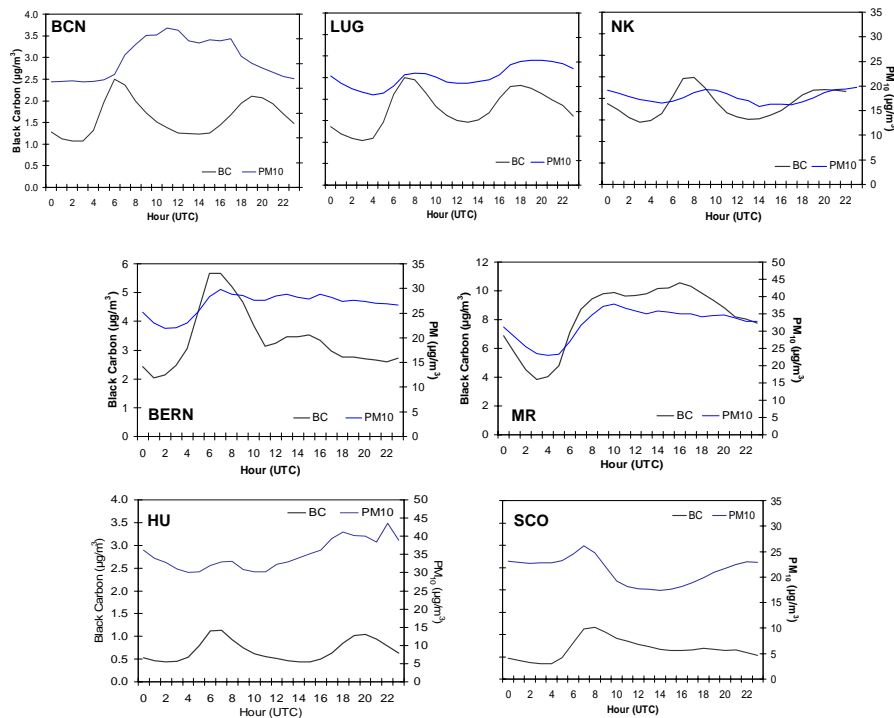 BCN
4.0
3.5
3.0
2.5
2.0
1.5
1.0
0.5
0.0
Black Carbon (µg/m³)
BC PM10
0 2 4 6 8 10 12 14 16 18 20 22
Hour (UTC)
LUG
BC PM10
0 2 4 6 8 10 12 14 16 18 20 22
Hour (UTC)
NK
35
30
25
20
15
10
5
0
PM10 (µg/m³)
BC PM10
0 2 4 6 8 10 12 14 16 18 20 22
Hour (UTC)
6
5
4
3
2
1
0
Black Carbon (µg/m³)
35
30
25
20
15
10
5
0
PM (µg/m³)
BERN
BC PM10
0 2 4 6 8 10 12 14 16 18 20 22
Hour (UTC)
12
10
8
6
4
2
0
Black Carbon (µg/m³)
50
45
40
35
30
25
20
15
10
5
0
PM10 (µg/m³)
BC PM10
MR
0 2 4 6 8 10 12 14 16 18 20 22
Hour (UTC)
HU
BC PM10
4.0
3.5
3.0
2.5
2.0
1.5
1.0
0.5
0.0
Black Carbon (µg/m³)
50
45
40
35
30
25
20
15
10
5
0
PM10 (µg/m³)
0 2 4 6 8 10 12 14 16 18 20 22
Hour (UTC)
SCO
BC PM10
35
30
25
20
15
10
5
0
PM10 (µg/m³)
0 2 4 6 8 10 12 14 16 18 20 22
Hour (UTC)